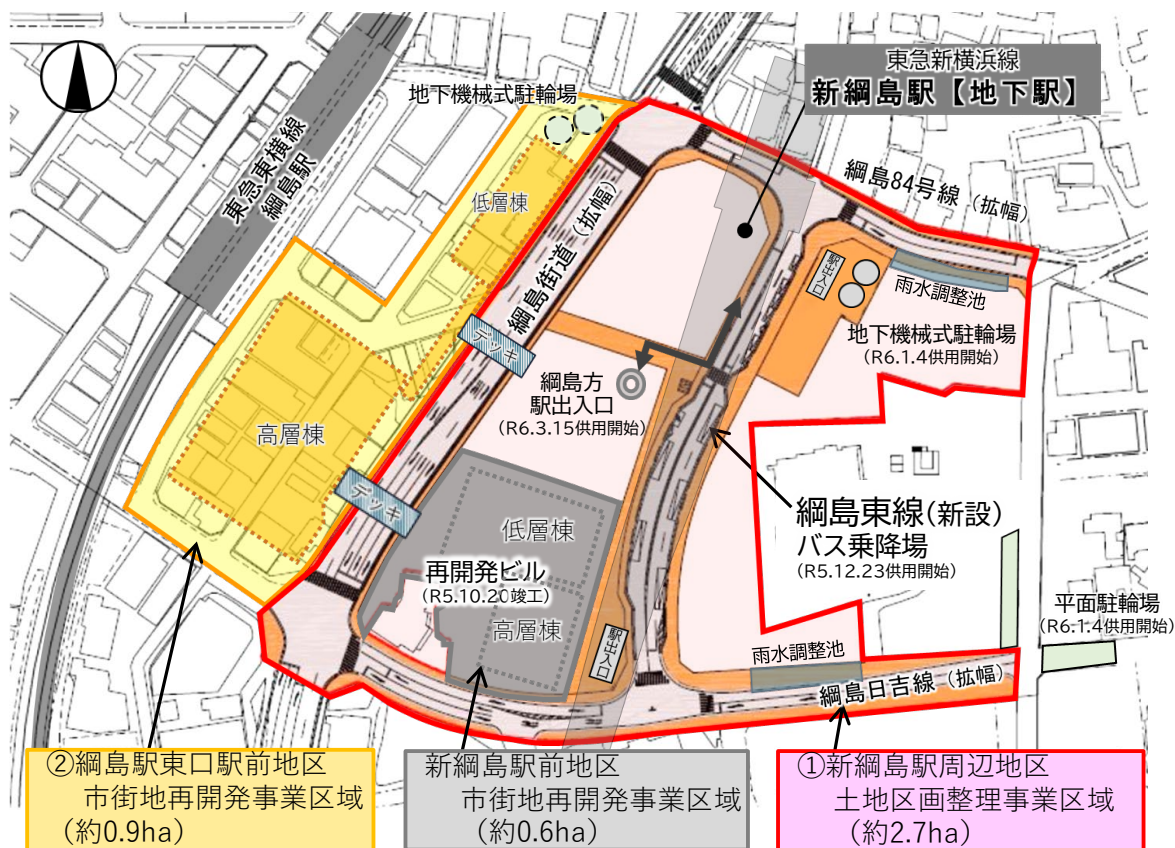 東急新横浜線
新綱島駅【地下駅】
地下機械式駐輪場
東急東横線
綱島駅
低層棟
綱島街道（拡幅）
綱島84号線（拡幅）
駅出入口
雨水調整池
地下機械式駐輪場
(R6.1.4供用開始)
デッキ
綱島方
駅出入口
(R6.3.15供用開始)
高層棟
デッキ
綱島東線(新設)
バス乗降場
(R5.12.23供用開始)
低層棟
再開発ビル
(R5.10.20竣工)
高層棟
駅出入口
平面駐輪場
(R6.1.4供用開始)
雨水調整池
綱島日吉線（拡幅）
②綱島駅東口駅前地区
市街地再開発事業区域
(約0.9ha)
新綱島駅前地区
市街地再開発事業区域
(約0.6ha)
①新綱島駅周辺地区
土地区画整理事業区域
(約2.7ha)